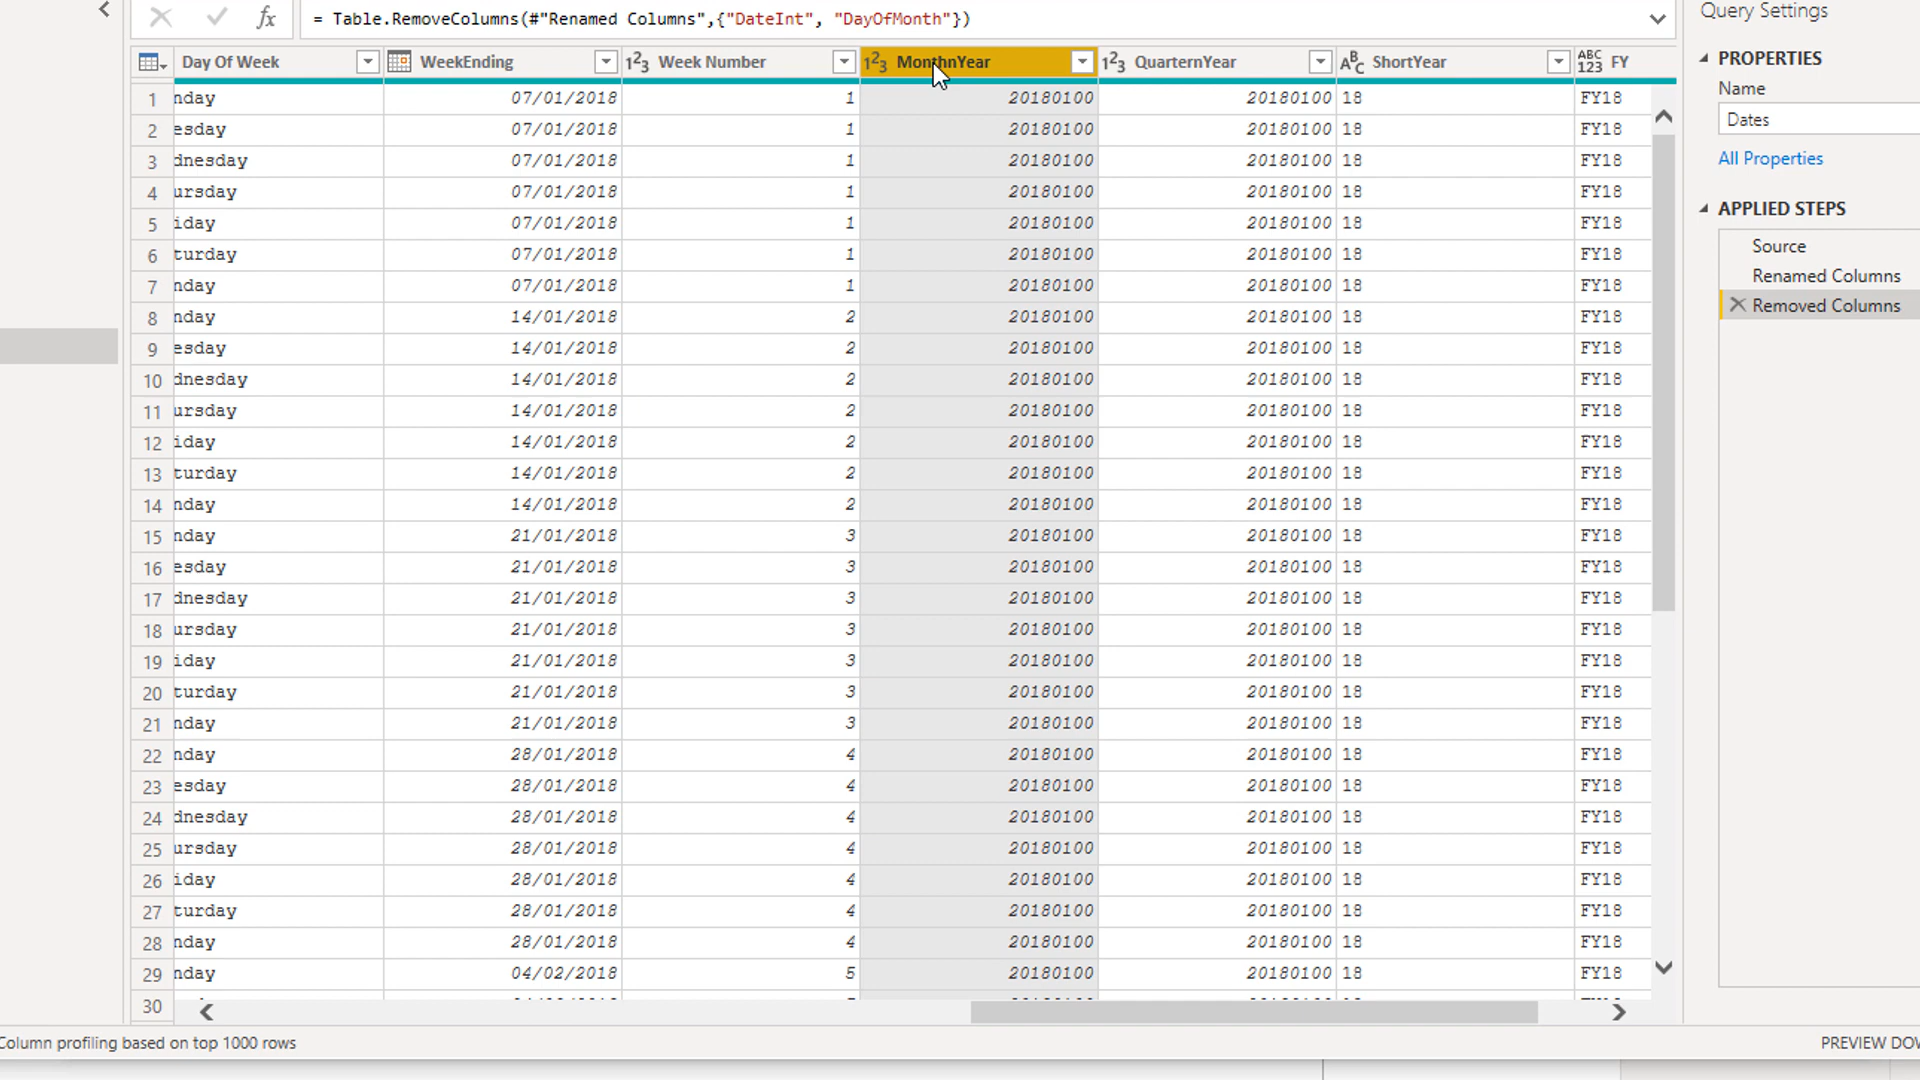 = Table.RemoveColumns(#"Renamed Columns",{"DateInt", "DayOfMonth"})
Query Settings
PROPERTIES
Name
Dates
All Properties
APPLIED STEPS
Source
Renamed Columns
Removed Columns
Day Of Week WeekEnding 123 Week Number 123 MonthnYear 123 QuarternYear ABC ShortYear ABC 123 FY
1 nday 07/01/2018 1 20180100 20180100 18 FY18
2 esday 07/01/2018 1 20180100 20180100 18 FY18
3 dnesday 07/01/2018 1 20180100 20180100 18 FY18
4 ursday 07/01/2018 1 20180100 20180100 18 FY18
5 iday 07/01/2018 1 20180100 20180100 18 FY18
6 turday 07/01/2018 1 20180100 20180100 18 FY18
7 nday 07/01/2018 1 20180100 20180100 18 FY18
8 nday 14/01/2018 2 20180100 20180100 18 FY18
9 esday 14/01/2018 2 20180100 20180100 18 FY18
10 dnesday 14/01/2018 2 20180100 20180100 18 FY18
11 ursday 14/01/2018 2 20180100 20180100 18 FY18
12 iday 14/01/2018 2 20180100 20180100 18 FY18
13 turday 14/01/2018 2 20180100 20180100 18 FY18
14 nday 14/01/2018 2 20180100 20180100 18 FY18
15 nday 21/01/2018 3 20180100 20180100 18 FY18
16 esday 21/01/2018 3 20180100 20180100 18 FY18
17 dnesday 21/01/2018 3 20180100 20180100 18 FY18
18 ursday 21/01/2018 3 20180100 20180100 18 FY18
19 iday 21/01/2018 3 20180100 20180100 18 FY18
20 turday 21/01/2018 3 20180100 20180100 18 FY18
21 nday 21/01/2018 3 20180100 20180100 18 FY18
22 nday 28/01/2018 4 20180100 20180100 18 FY18
23 esday 28/01/2018 4 20180100 20180100 18 FY18
24 dnesday 28/01/2018 4 20180100 20180100 18 FY18
25 ursday 28/01/2018 4 20180100 20180100 18 FY18
26 iday 28/01/2018 4 20180100 20180100 18 FY18
27 turday 28/01/2018 4 20180100 20180100 18 FY18
28 nday 28/01/2018 4 20180100 20180100 18 FY18
29 nday 04/02/2018 5 20180100 20180100 18 FY18
30
Column profiling based on top 1000 rows
PREVIEW DOW